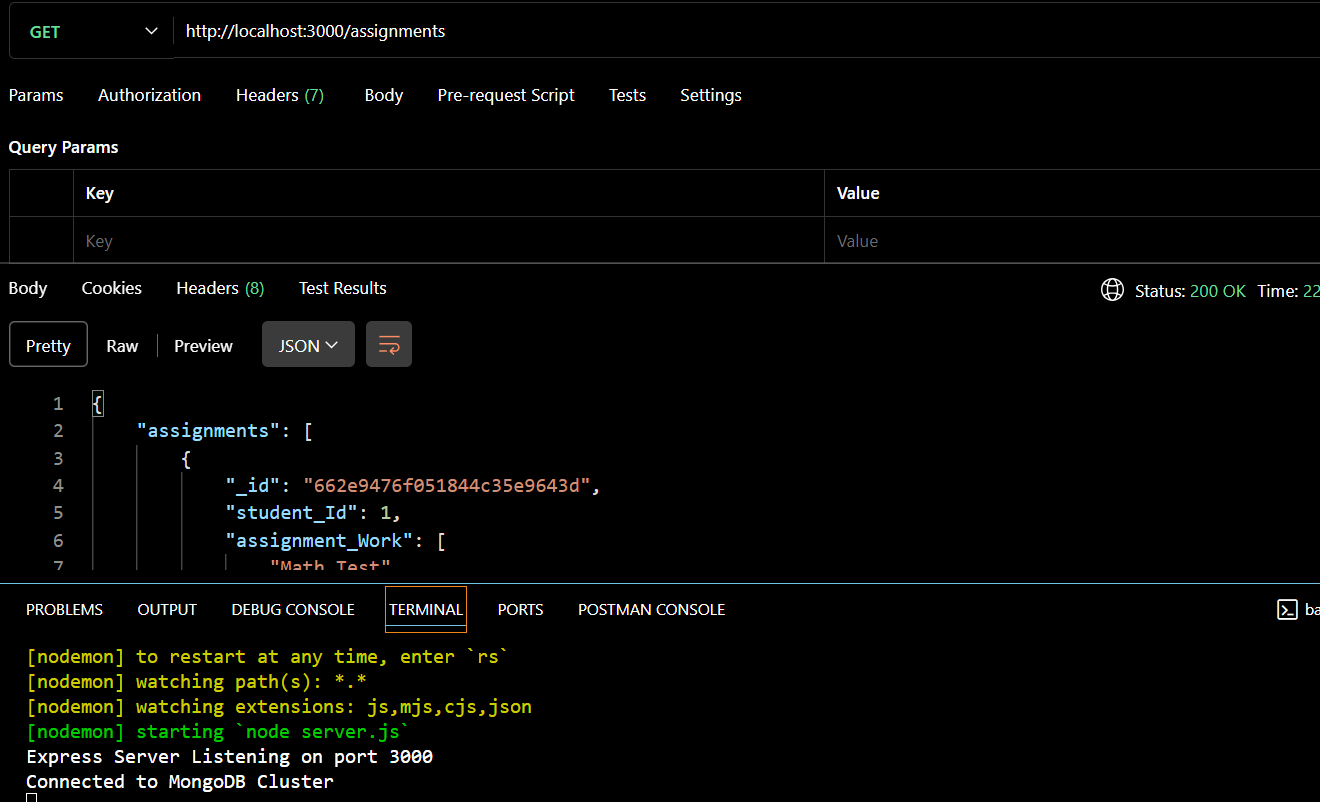 GET http://localhost:3000/assignments
Params Authorization Headers (7) Body Pre-request Script Tests Settings
Query Params
Key Value
Key Value
Body Cookies Headers (8) Test Results Status: 200 OK Time: 22
Pretty Raw Preview JSON
1 {
2 "assignments": [
3 {
4 "_id": "662e9476f051844c35e9643d",
5 "student_Id": 1,
6 "assignment_Work": [
7 "Math Test"
PROBLEMS OUTPUT DEBUG CONSOLE TERMINAL PORTS POSTMAN CONSOLE ba
[nodemon] to restart at any time, enter `rs`
[nodemon] watching path(s): *.*
[nodemon] watching extensions: js,mjs,cjs,json
[nodemon] starting `node server.js`
Express Server Listening on port 3000
Connected to MongoDB Cluster